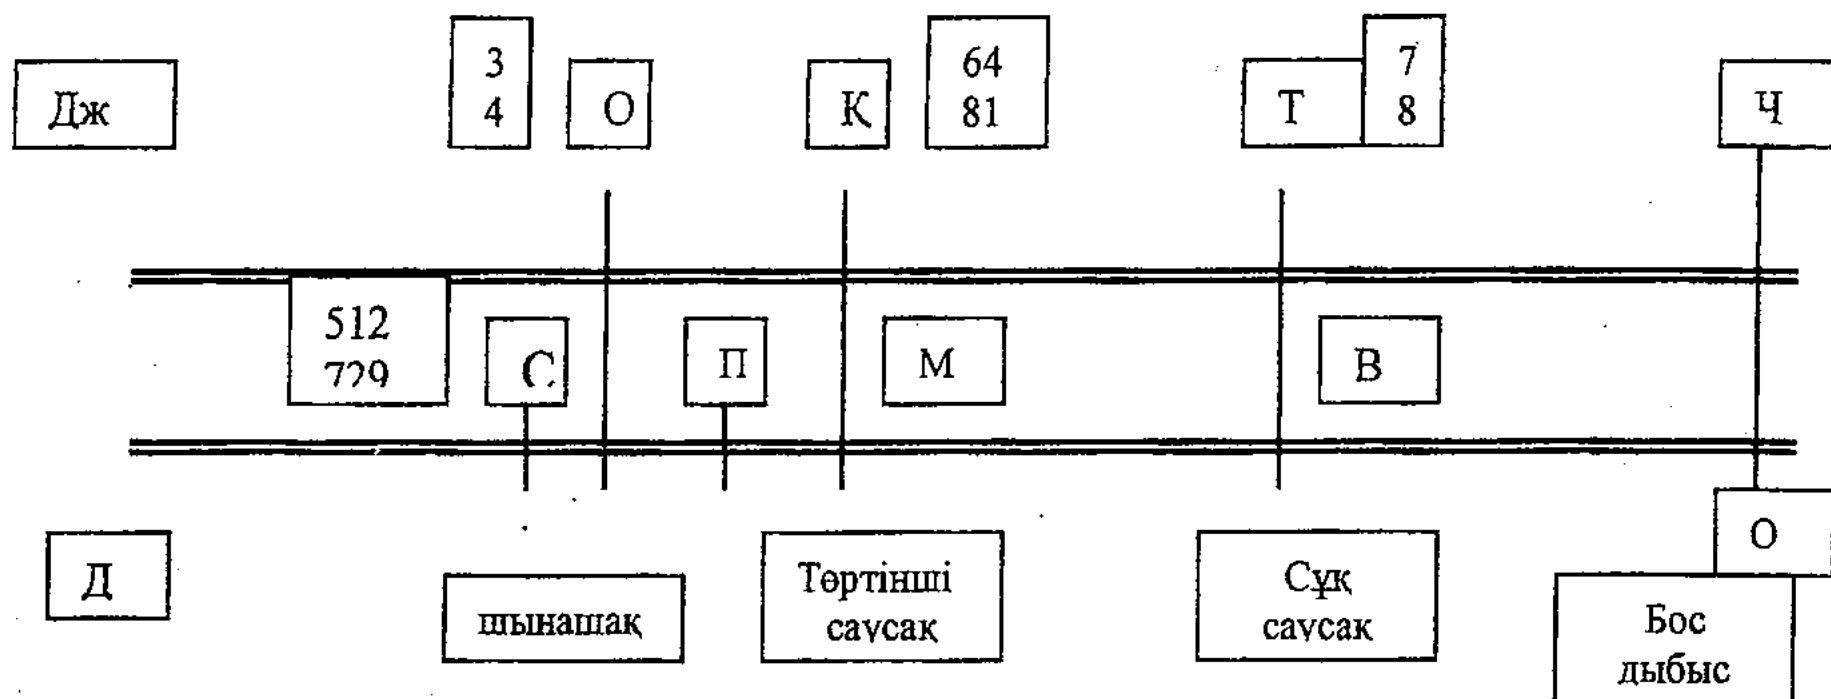 Дж
3
4
О
Қ
64
81
Т
7
8
Ч
512
729
С
П
М
В
Д
шынашақ
Төртінші
саусақ
Сұқ
саусақ
О
Бос
дыбыс